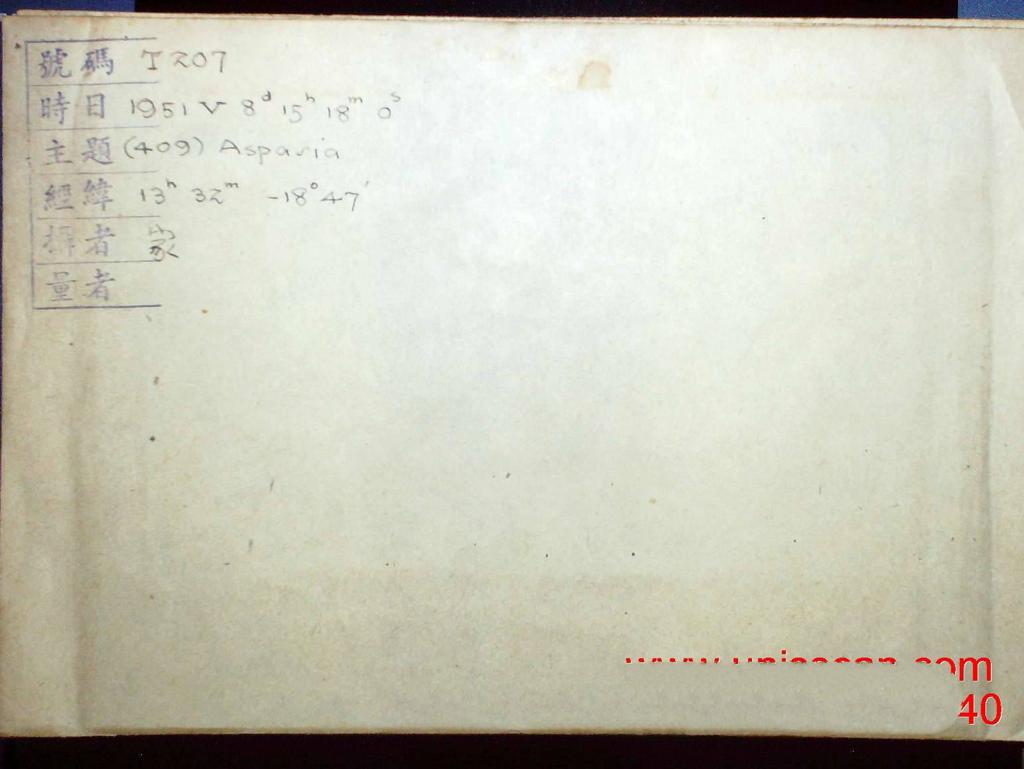 號碼 T207
時日 1951 V 8ᵈ 15ʰ 18ᵐ 0ˢ
主題 (409) Aspasia
經緯 13ʰ 32ᵐ -18°47′
者
量者
40